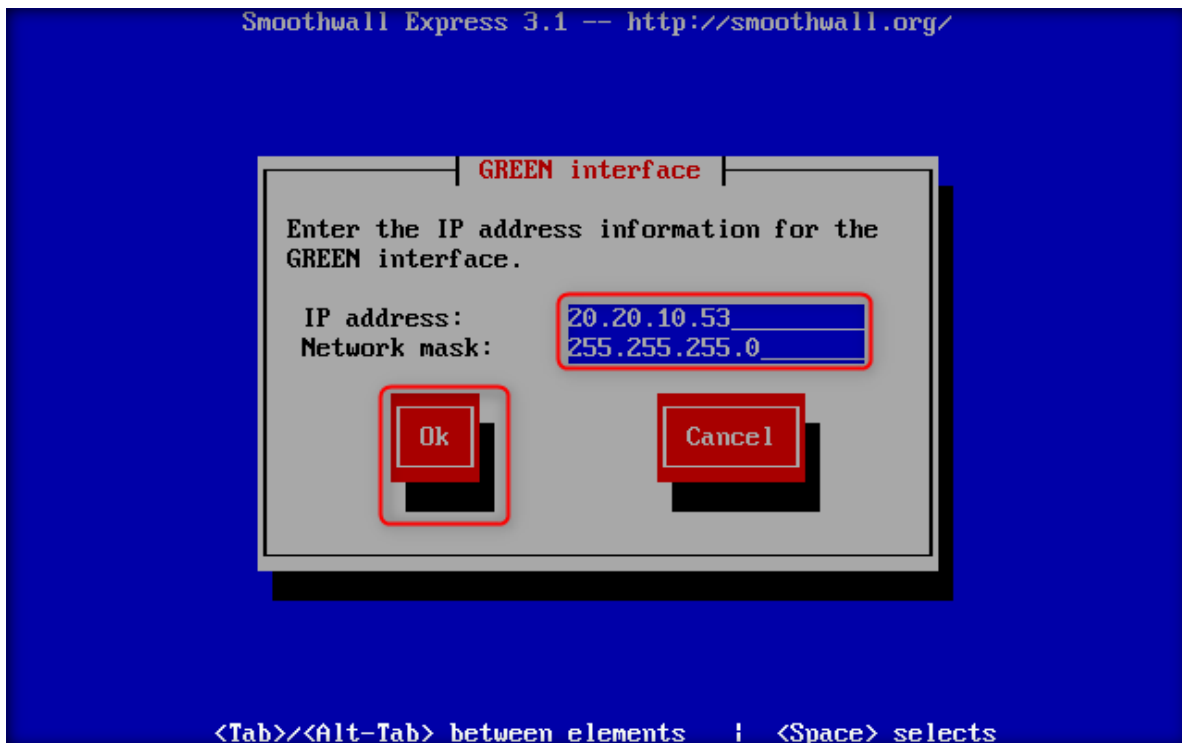 Smoothwall Express 3.1 -- http://smoothwall.org/
GREEN interface
Enter the IP address information for the
GREEN interface.
IP address: 20.20.10.53
Network mask: 255.255.255.0
Ok Cancel
<Tab>/<Alt-Tab> between elements | <Space> selects